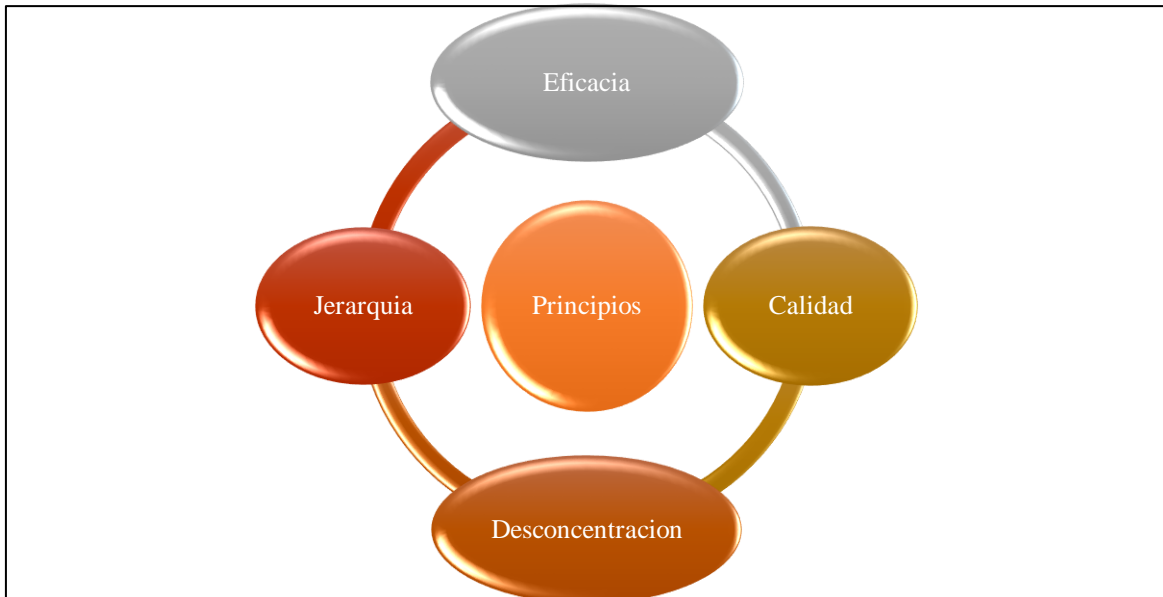 Eficacia
Jerarquia
Principios
Calidad
Desconcentracion